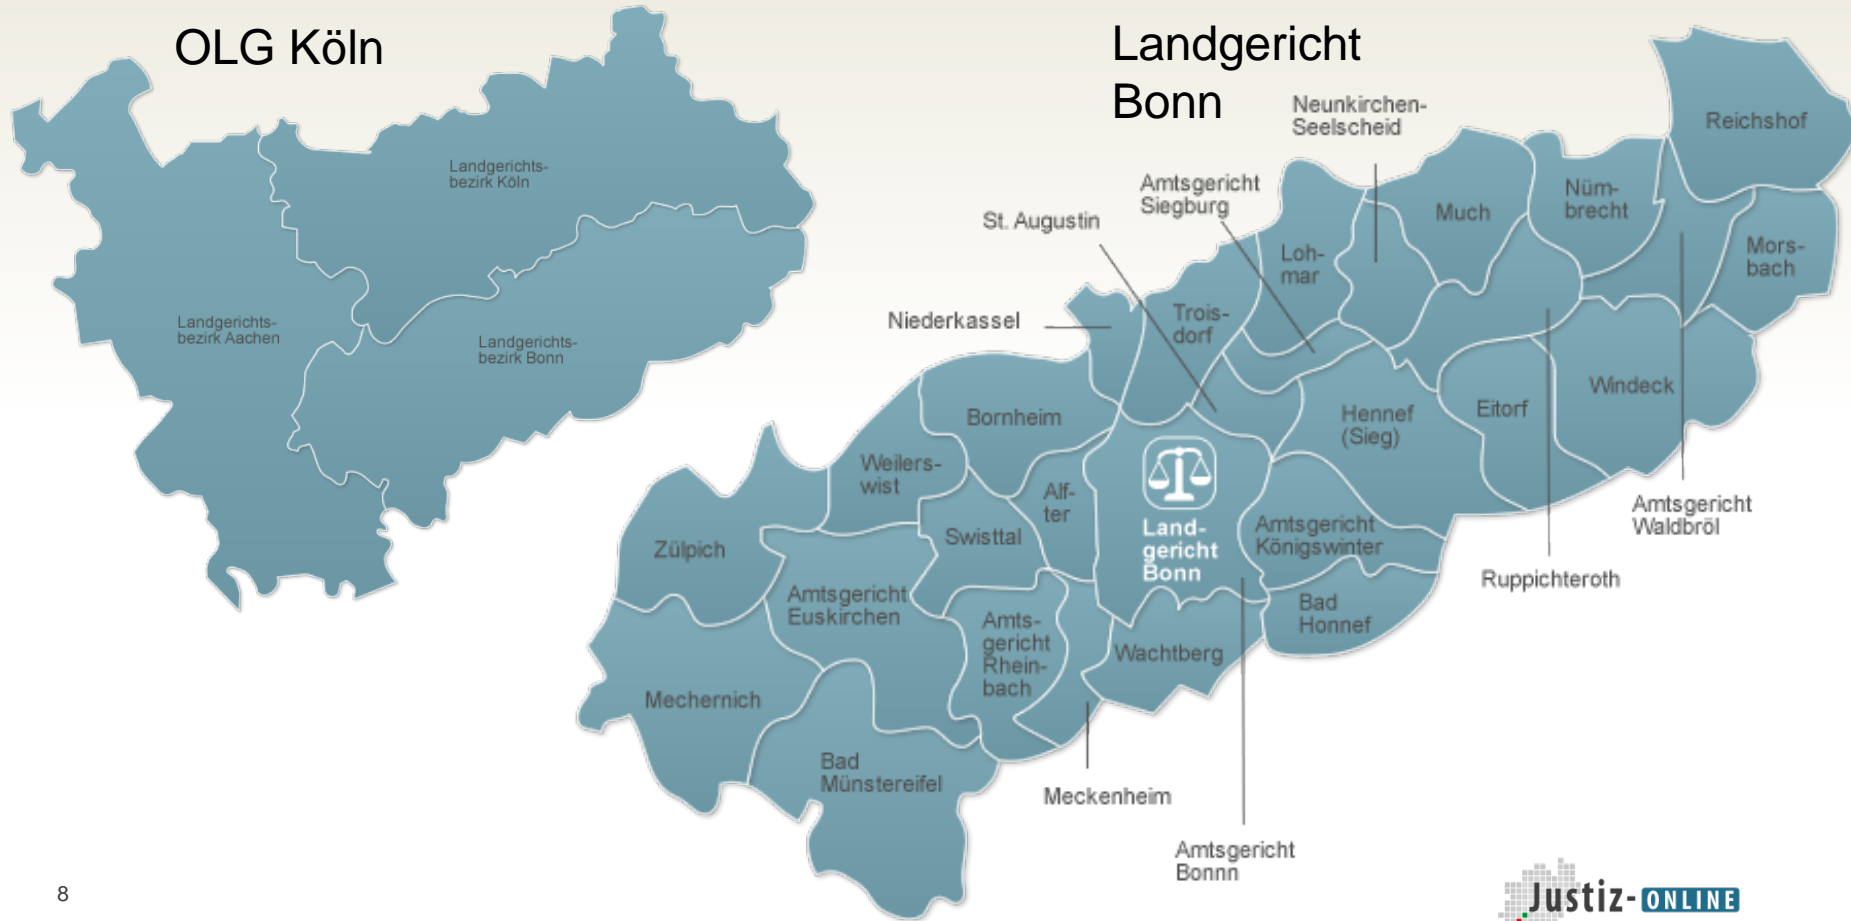 OLG Köln
Landgerichts-
bezirk Köln
Landgerichts-
bezirk Aachen
Landgerichts-
bezirk Bonn
Landgericht
Bonn
Neunkirchen-
Seelscheid
Reichshof
Amtsgericht
Siegburg
St. Augustin
Much
Nüm-
brecht
Loh-
mar
Mors-
bach
Niederkassel
Trois-
dorf
Windeck
Bornheim
Hennef
(Sieg)
Eitorf
Weilers-
wist
Alf-
ter
Land-
gericht
Bonn
Amtsgericht
Königswinter
Amtsgericht
Waldbröl
Zülpich
Swisttal
Ruppichteroth
Amtsgericht
Euskirchen
Amts-
gericht
Rhein-
bach
Bad
Honnef
Wachtberg
Mechernich
Bad
Münstereifel
Meckenheim
Amtsgericht
Bonnn
8
Justiz-ONLINE